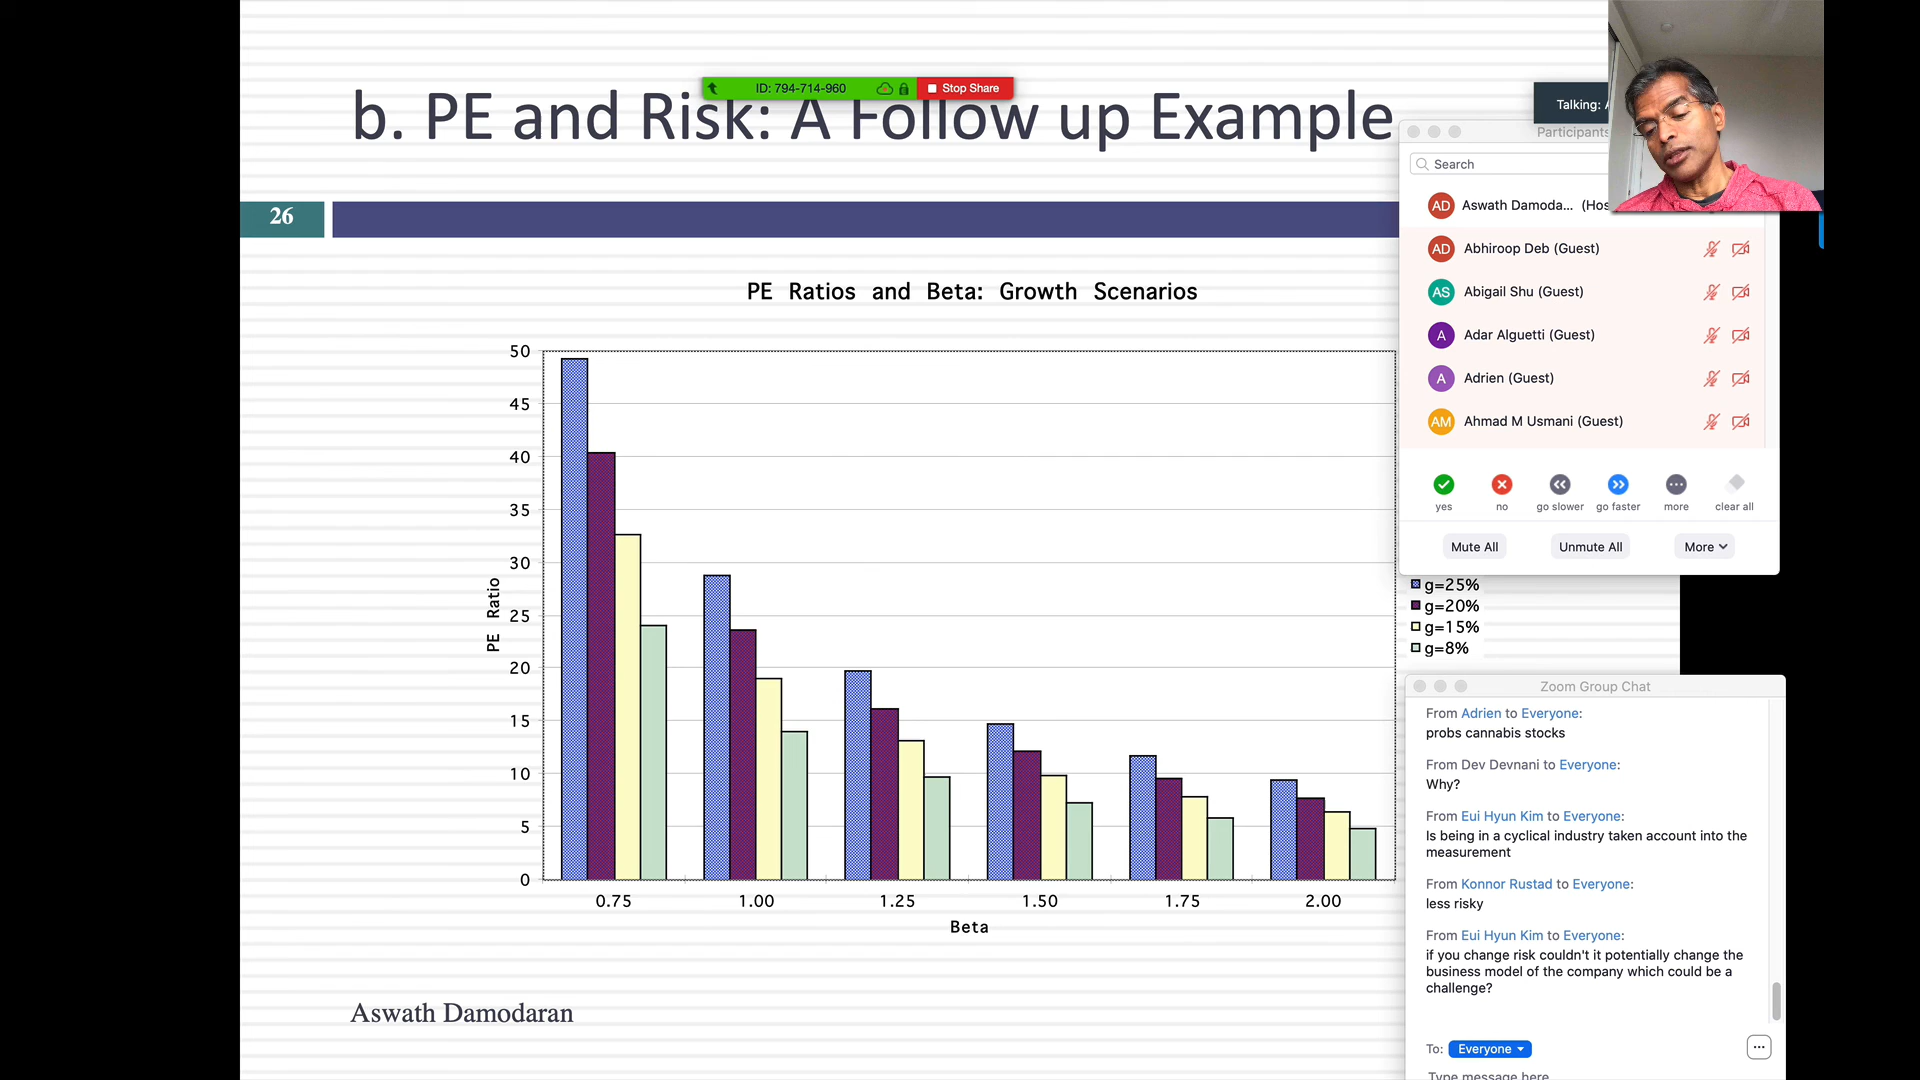 ID: 794-714-960
Stop Share
b. PE and Risk: A Follow up Example
26
PE Ratios and Beta: Growth Scenarios
50
45
40
35
30
25
20
15
10
5
0
PE Ratio
0.75 1.00 1.25 1.50 1.75 2.00
Beta
g=25%
g=20%
g=15%
g=8%
Aswath Damodaran
Talking:
Participants
Search
AD Aswath Damoda... (Hos
AD Abhiroop Deb (Guest)
AS Abigail Shu (Guest)
A Adar Alguetti (Guest)
A Adrien (Guest)
AM Ahmad M Usmani (Guest)
yes no go slower go faster more clear all
Mute All Unmute All More
Zoom Group Chat
From Adrien to Everyone:
probs cannabis stocks
From Dev Devnani to Everyone:
Why?
From Eui Hyun Kim to Everyone:
Is being in a cyclical industry taken account into the
measurement
From Konnor Rustad to Everyone:
less risky
From Eui Hyun Kim to Everyone:
if you change risk couldn't it potentially change the
business model of the company which could be a
challenge?
To: Everyone
Type message here